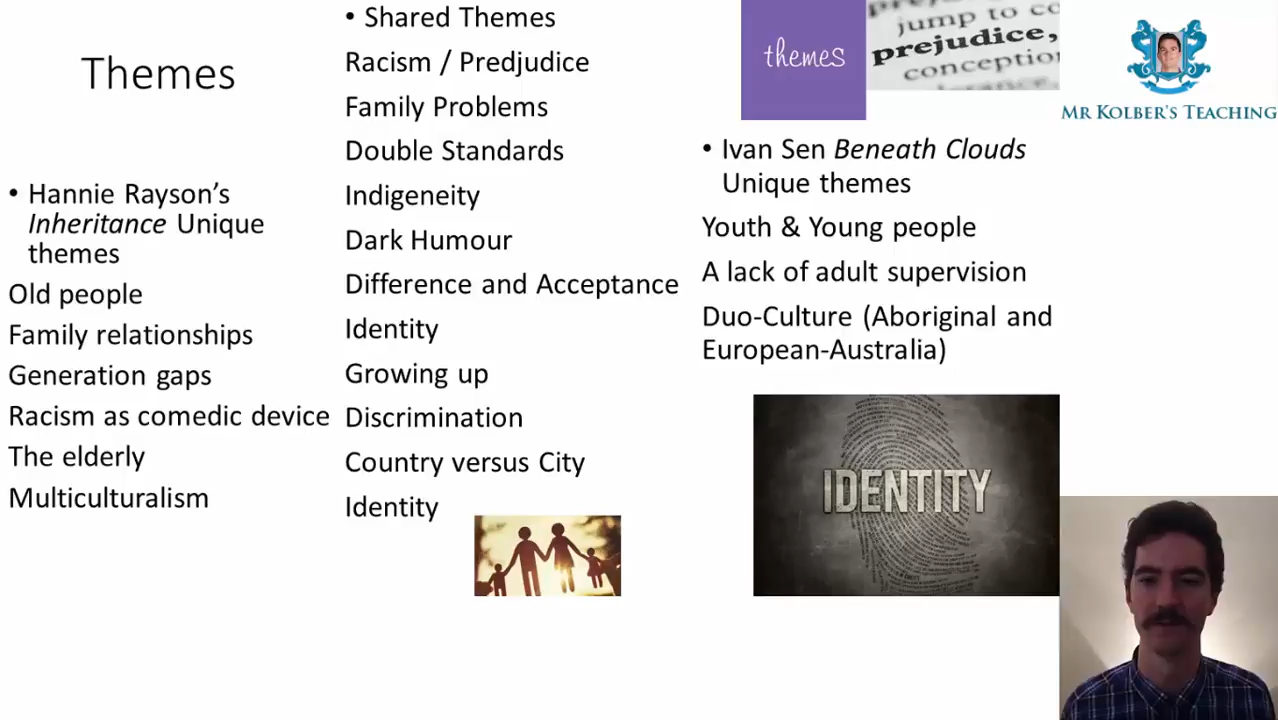 Themes
• Hannie Rayson’s
Inheritance Unique
themes
Old people
Family relationships
Generation gaps
Racism as comedic device
The elderly
Multiculturalism
• Shared Themes
Racism / Predjudice
Family Problems
Double Standards
Indigeneity
Dark Humour
Difference and Acceptance
Identity
Growing up
Discrimination
Country versus City
Identity
themes
jump to co
prejudice,
conception
MR KOLBER'S TEACHING
• Ivan Sen Beneath Clouds
Unique themes
Youth & Young people
A lack of adult supervision
Duo-Culture (Aboriginal and
European-Australia)
IDENTITY